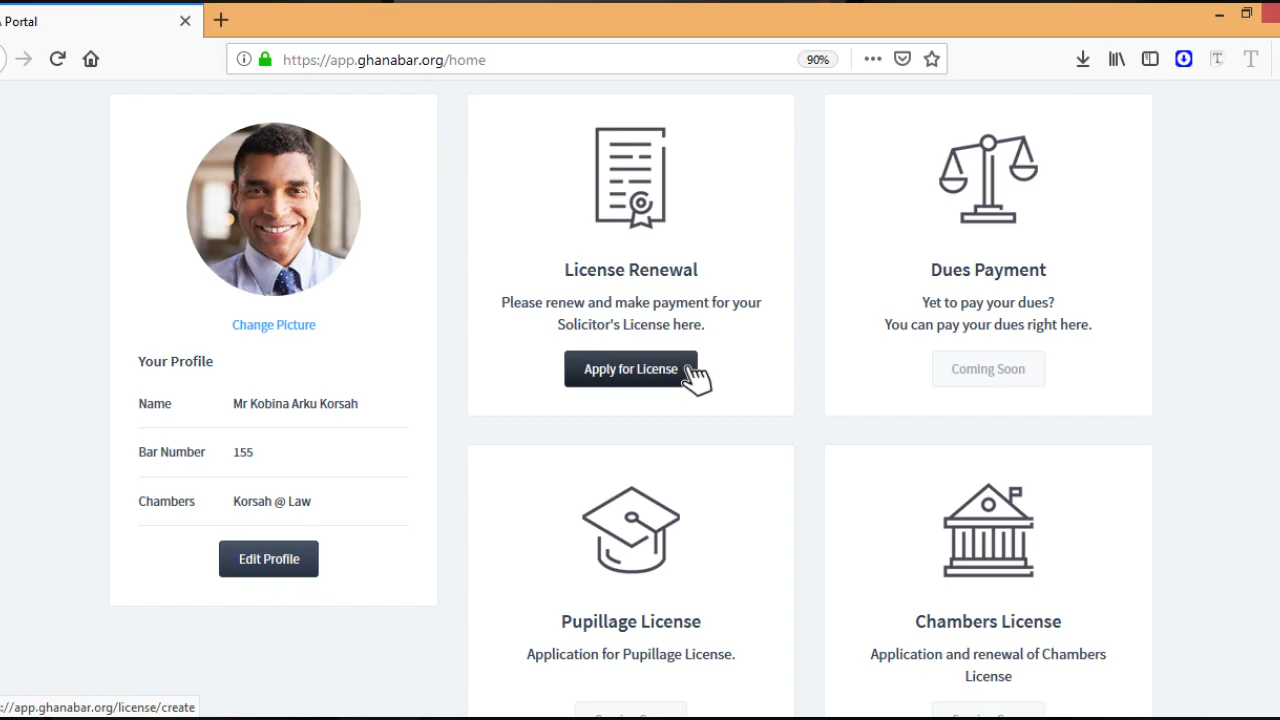 Portal
https://app.ghanabar.org/home
90%
Change Picture
Your Profile
Name Mr Kobina Arku Korsah
Bar Number 155
Chambers Korsah @ Law
Edit Profile
License Renewal
Please renew and make payment for your
Solicitor's License here.
Apply for License
Dues Payment
Yet to pay your dues?
You can pay your dues right here.
Coming Soon
Pupillage License
Application for Pupillage License.
Chambers License
Application and renewal of Chambers
License
://app.ghanabar.org/license/create